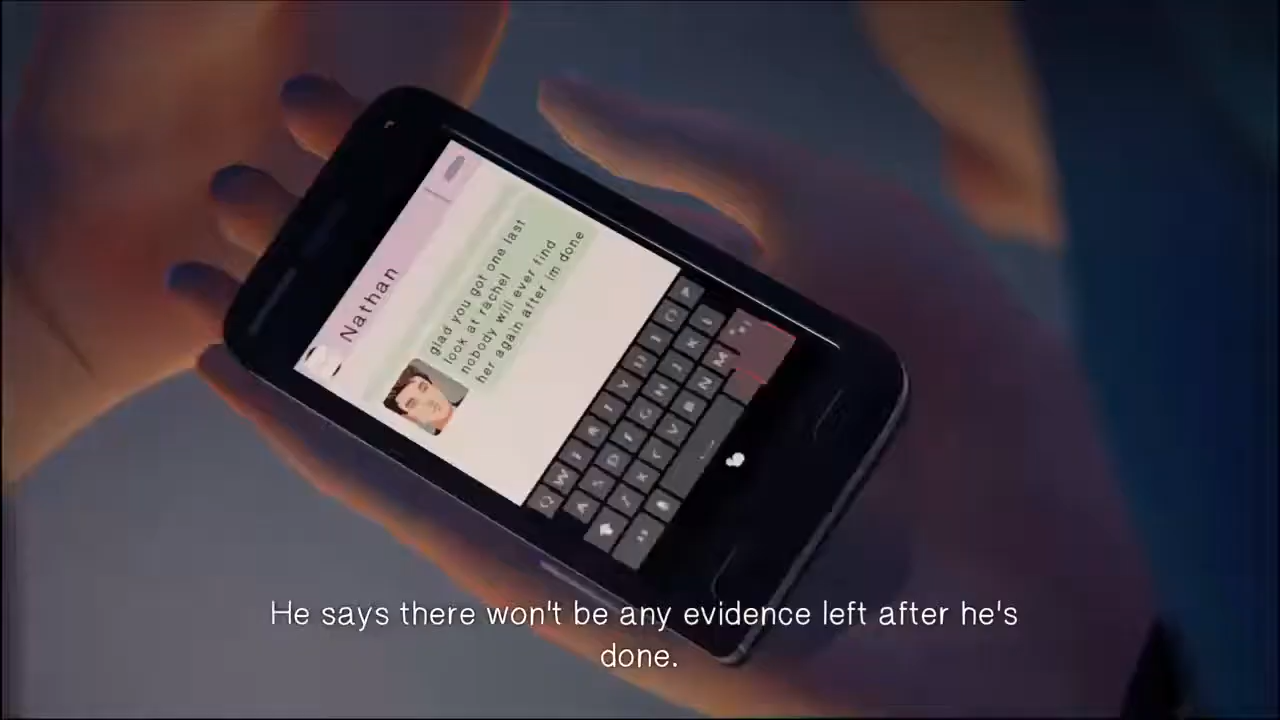 Nathan
glad you got one last
look at rachel
nobody will ever find
her again after im done
He says there won't be any evidence left after he's
done.